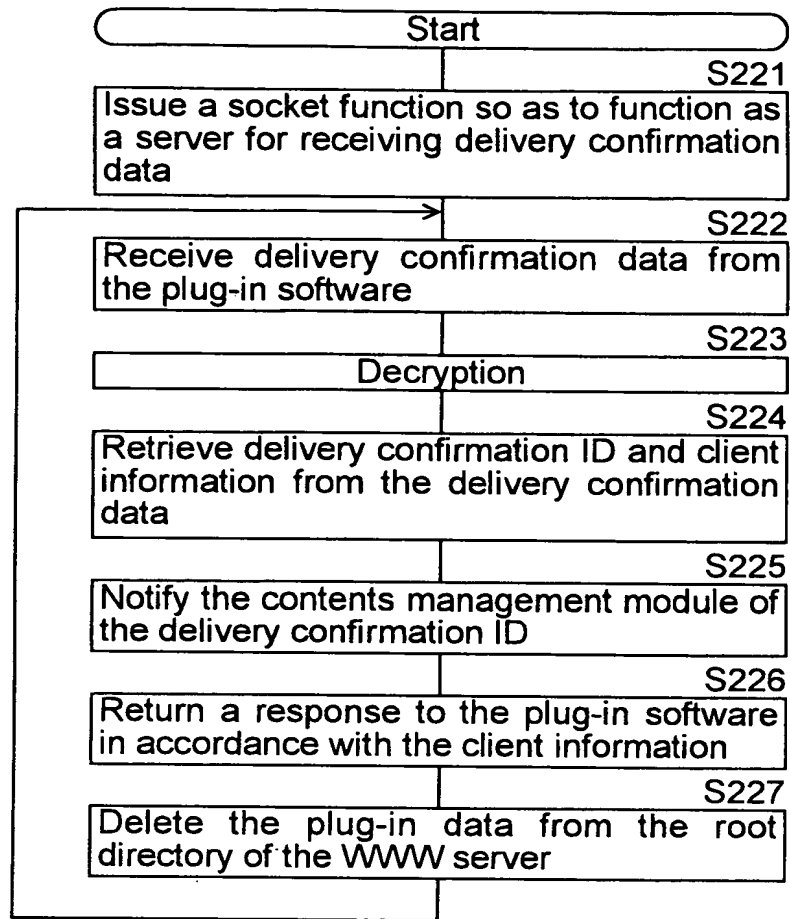 Start
S221
Issue a socket function so as to function as
a server for receiving delivery confirmation
data
S222
Receive delivery confirmation data from
the plug-in software
S223
Decryption
S224
Retrieve delivery confirmation ID and client
information from the delivery confirmation
data
S225
Notify the contents management module of
the delivery confirmation ID
S226
Return a response to the plug-in software
in accordance with the client information
S227
Delete the plug-in data from the root
directory of the WWW server